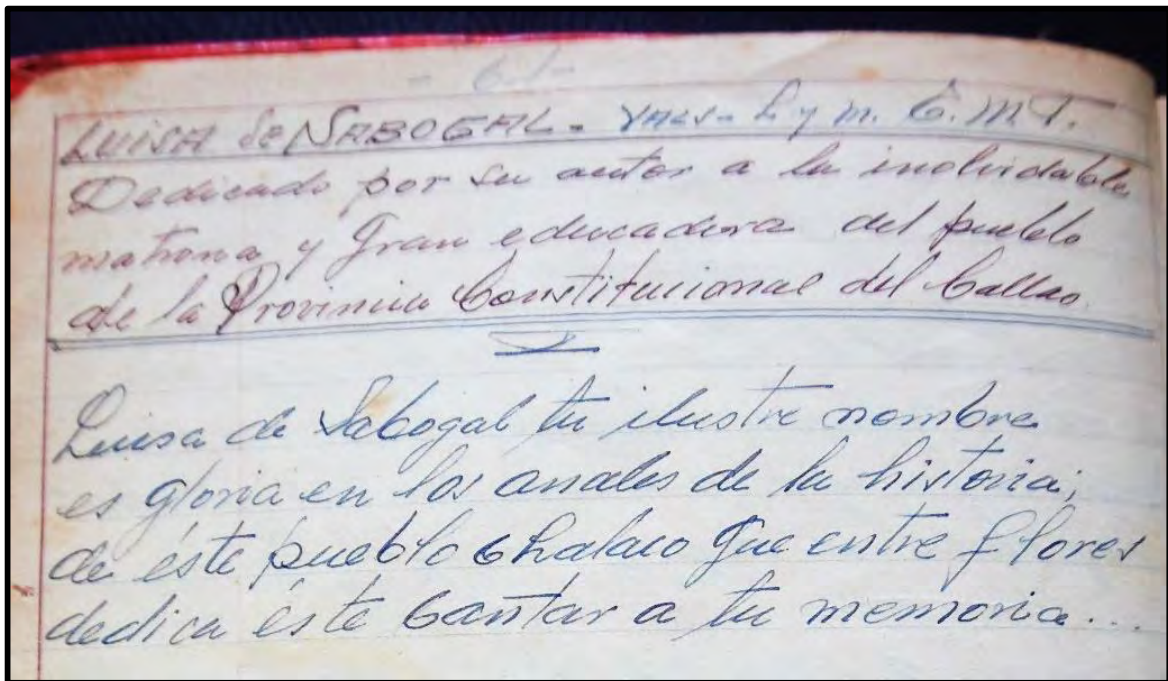 - 61 -
LUISA de SABOGAL - VALS - L y m. E. M T.
Dedicado por su autor a la inolvidable
matrona y Gran educadora del pueblo
de la Provincia Constitucional del Callao.
Luisa de Sabogal tu ilustre nombre
es gloria en los anales de la historia;
de éste pueblo Chalaco que entre flores
dedica éste Cantar a tu memoria...